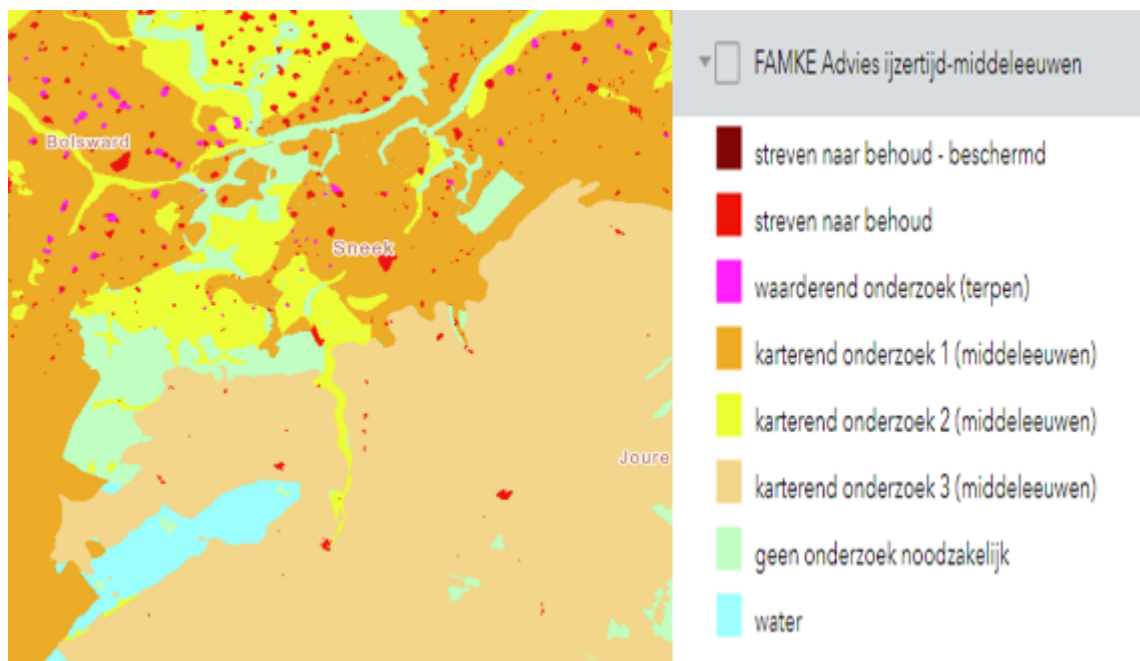 Bolsward
Sneek
Joure
FAMKE Advies ijzertijd-middeleeuwen
streven naar behoud - beschermd
streven naar behoud
waarderend onderzoek (terpen)
karterend onderzoek 1 (middeleeuwen)
karterend onderzoek 2 (middeleeuwen)
karterend onderzoek 3 (middeleeuwen)
geen onderzoek noodzakelijk
water